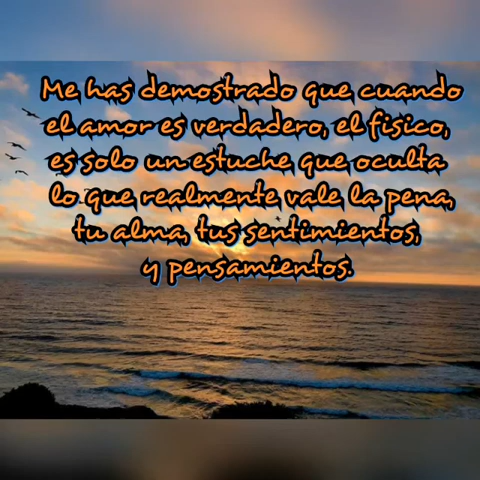 Me has demostrado que cuando
el amor es verdadero, el fisico,
es solo un estuche que oculta
lo que realmente vale la pena,
tu alma, tus sentimientos,
y pensamientos.